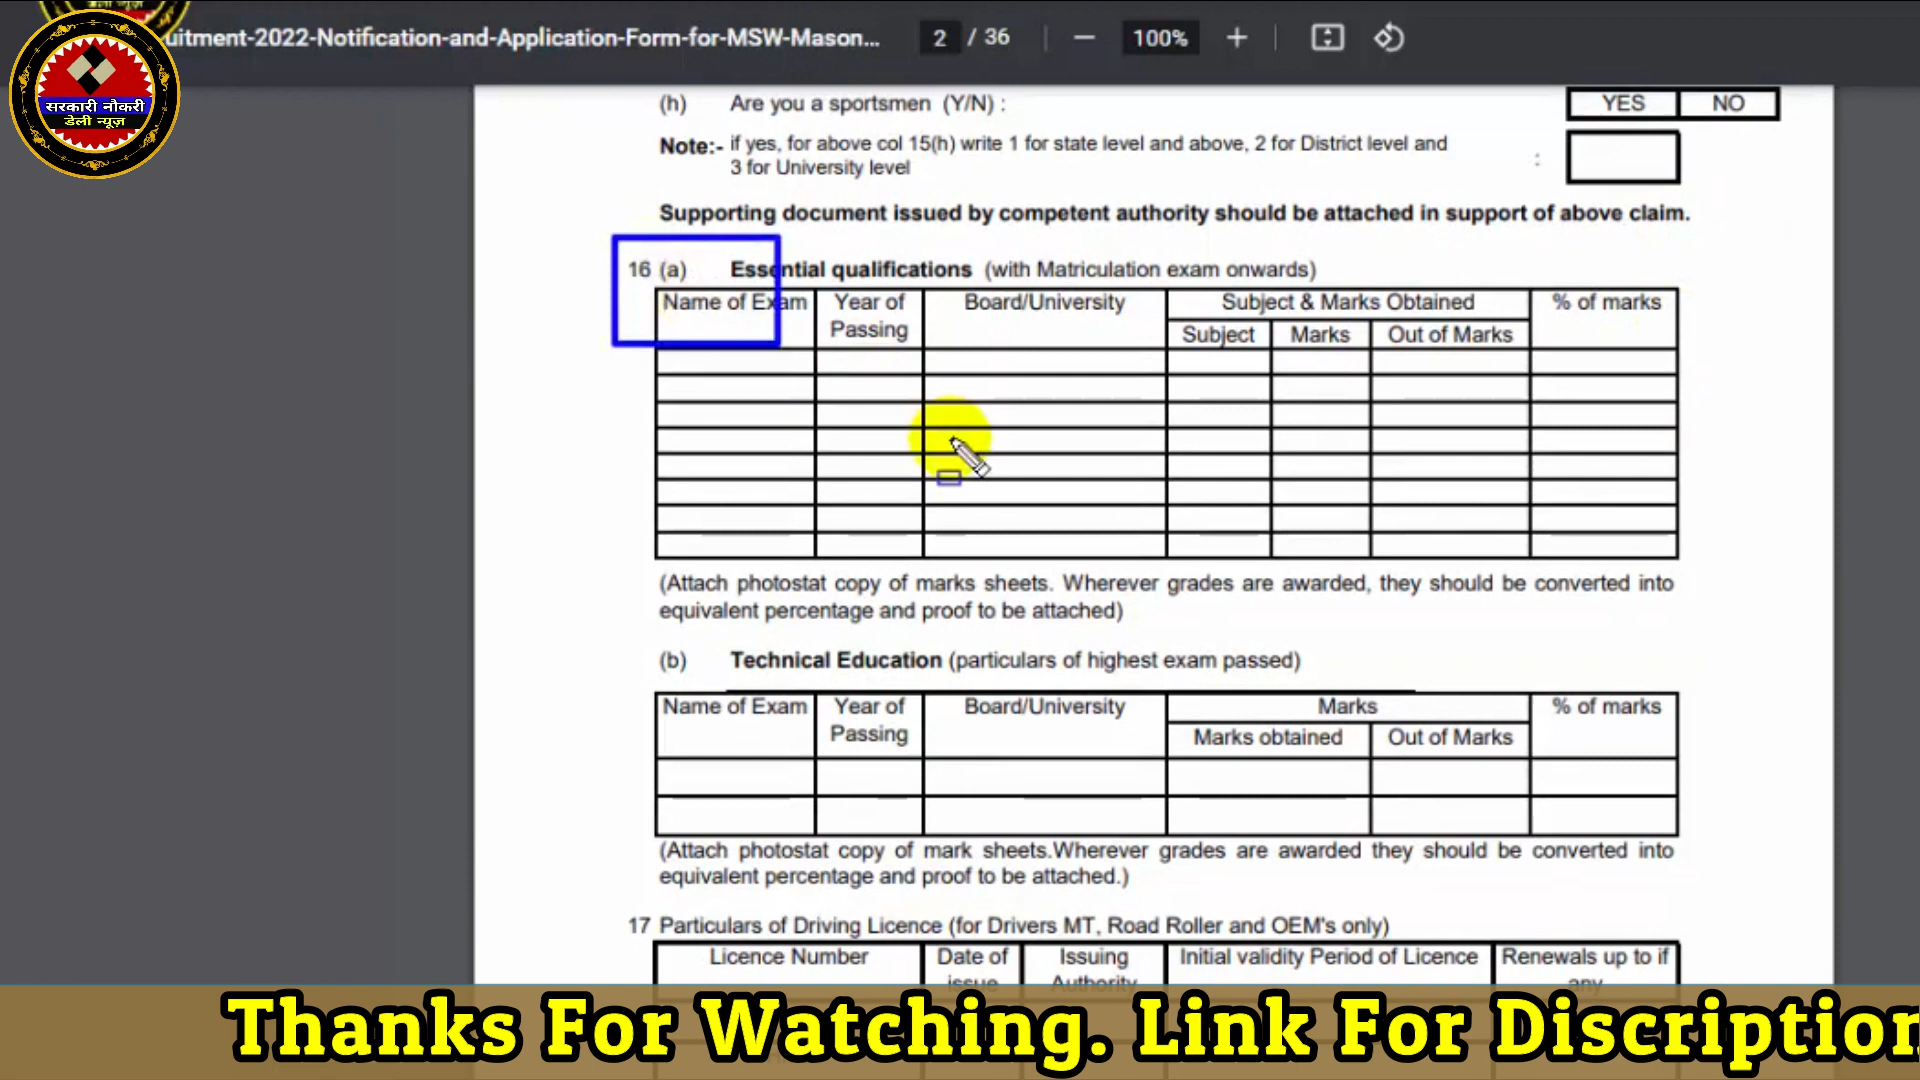 uitment-2022-Notification-and-Application-Form-for-MSW-Mason... 2 / 36 100%
सरकारी नौकरी
डेली न्यूज़
(h) Are you a sportsmen (Y/N) : YES NO
Note:- if yes, for above col 15(h) write 1 for state level and above, 2 for District level and
3 for University level :
Supporting document issued by competent authority should be attached in support of above claim.
16 (a) Essential qualifications (with Matriculation exam onwards)
Name of Exam Year of Board/University Subject & Marks Obtained % of marks
Passing Subject Marks Out of Marks
(Attach photostat copy of marks sheets. Wherever grades are awarded, they should be converted into
equivalent percentage and proof to be attached)
(b) Technical Education (particulars of highest exam passed)
Name of Exam Year of Board/University Marks % of marks
Passing Marks obtained Out of Marks
(Attach photostat copy of mark sheets.Wherever grades are awarded they should be converted into
equivalent percentage and proof to be attached.)
17 Particulars of Driving Licence (for Drivers MT, Road Roller and OEM's only)
Licence Number Date of Issuing Initial validity Period of Licence Renewals up to if
issue Authority any
Thanks For Watching. Link For Discription